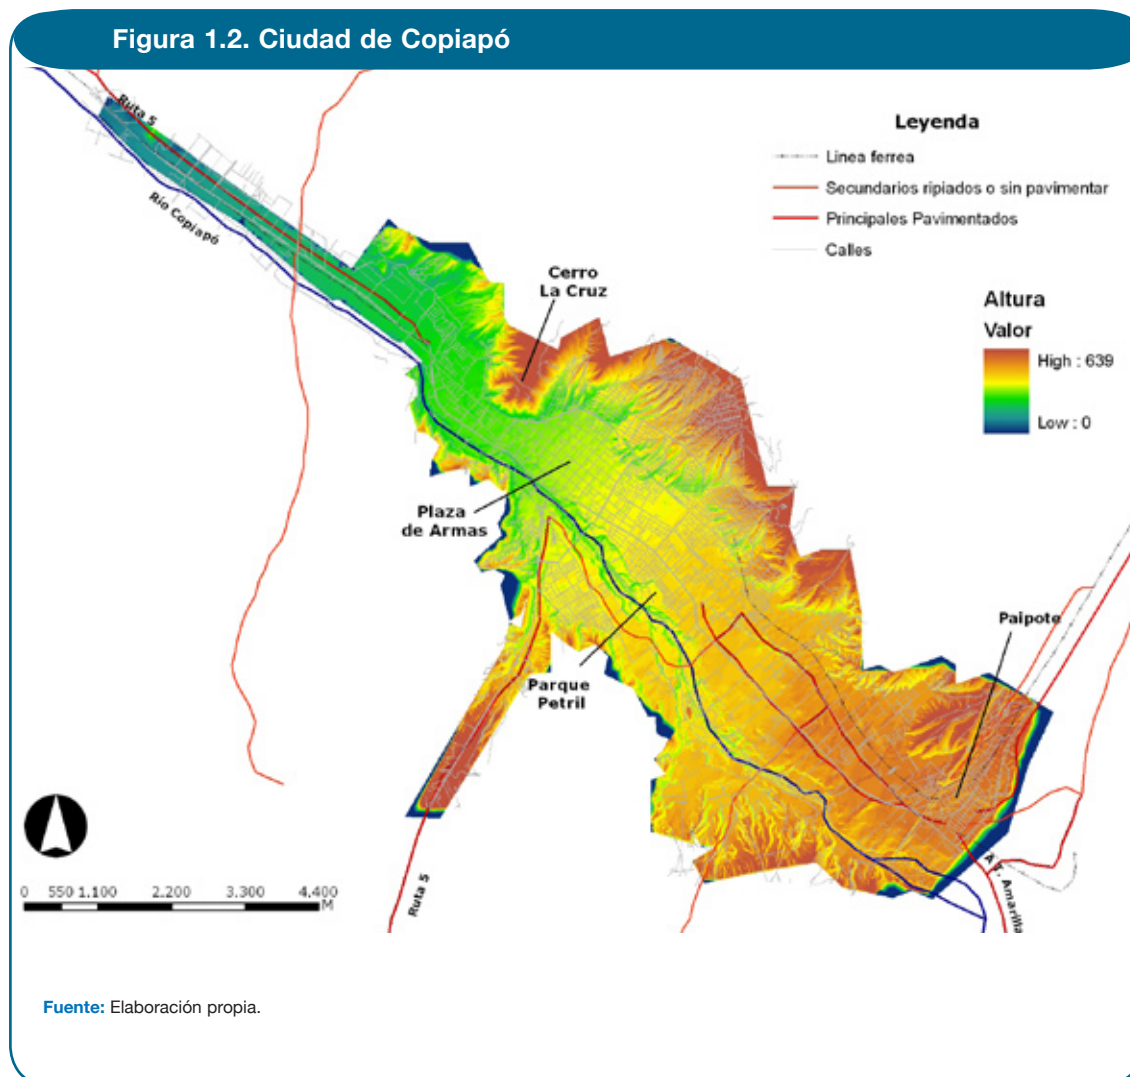 Figura 1.2. Ciudad de Copiapó
Ruta 5
Río Copiapó
Leyenda
Linea ferrea
Secundarios ripiados o sin pavimentar
Principales Pavimentados
Calles
Altura
Valor
High : 639
Low : 0
Cerro
La Cruz
Plaza
de Armas
Paipote
Parque
Petril
0 550 1.100 2.200 3.300 4.400
M
Ruta 5
A T. Amarilla
Fuente: Elaboración propia.